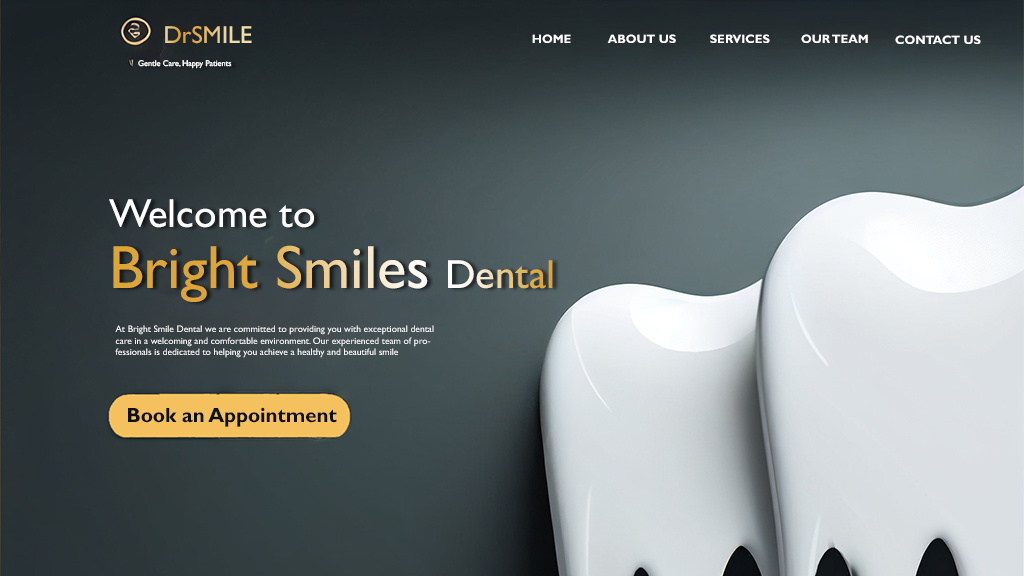 DrSMILE
Gentle Care, Happy Patients
HOME ABOUT US SERVICES OUR TEAM CONTACT US
Welcome to
Bright Smiles Dental
At Bright Smile Dental we are committed to providing you with exceptional dental
care in a welcoming and comfortable environment. Our experienced team of pro-
fessionals is dedicated to helping you achieve a healthy and beautiful smile
Book an Appointment